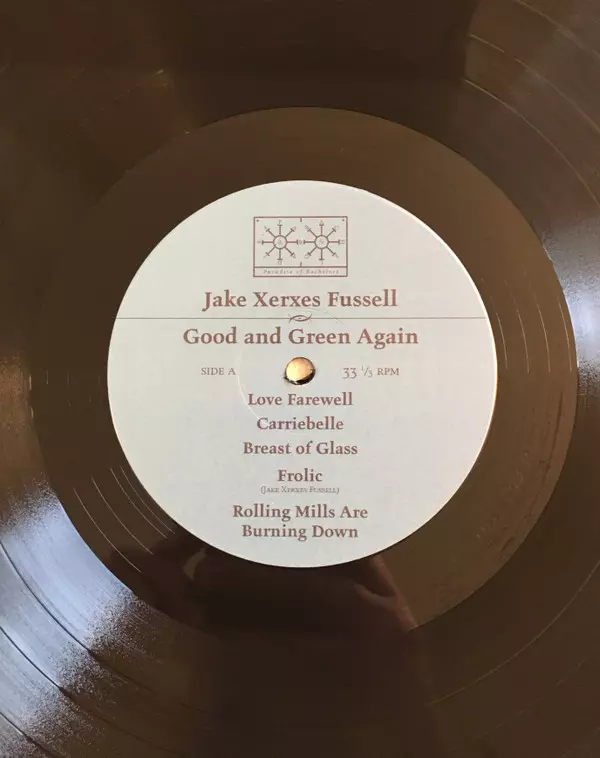 Paradise of Bachelors
Jake Xerxes Fussell
Good and Green Again
SIDE A 33 ⅓ RPM
Love Farewell
Carriebelle
Breast of Glass
Frolic
(Jake Xerxes Fussell)
Rolling Mills Are
Burning Down